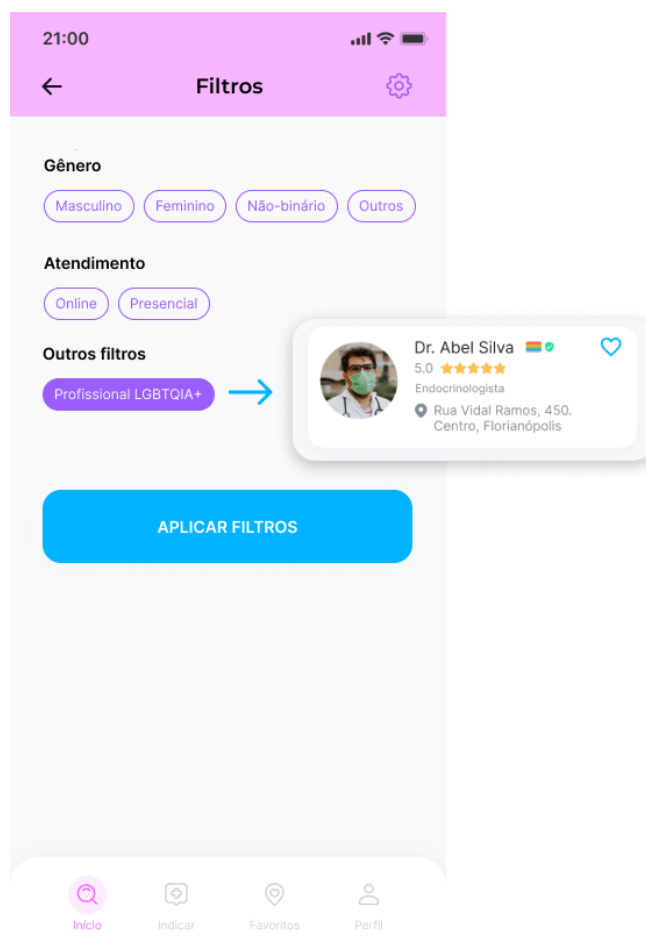 21:00
Filtros
Gênero
Masculino Feminino Não-binário Outros
Atendimento
Online Presencial
Outros filtros
Profissional LGBTQIA+
Dr. Abel Silva
5.0
Endocrinologista
Rua Vidal Ramos, 450.
Centro, Florianópolis
APLICAR FILTROS
Início Indicar Favoritos Perfil